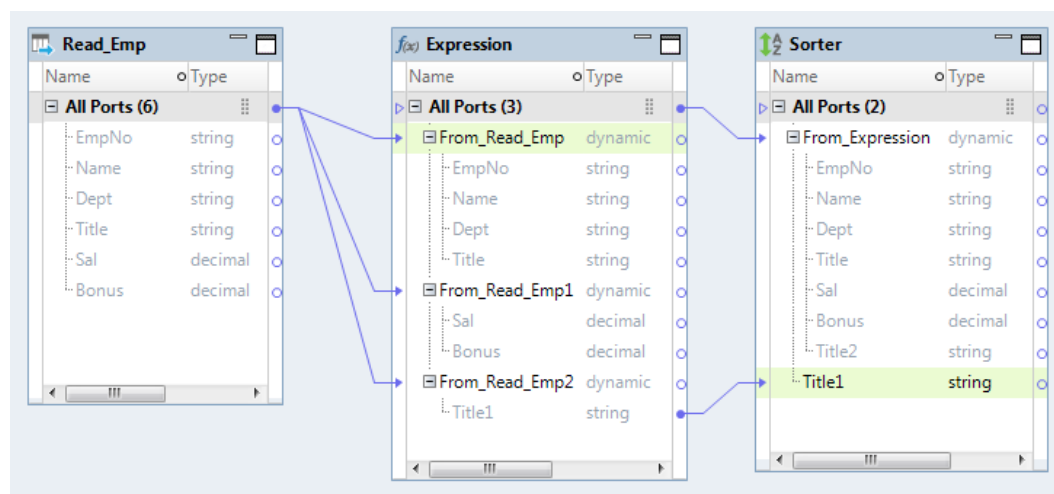 Read_Emp
Name Type
All Ports (6)
EmpNo string
Name string
Dept string
Title string
Sal decimal
Bonus decimal
f(x) Expression
Name Type
All Ports (3)
From_Read_Emp dynamic
EmpNo string
Name string
Dept string
Title string
From_Read_Emp1 dynamic
Sal decimal
Bonus decimal
From_Read_Emp2 dynamic
Title1 string
A
Z
Sorter
Name Type
All Ports (2)
From_Expression dynamic
EmpNo string
Name string
Dept string
Title string
Sal decimal
Bonus decimal
Title2 string
Title1 string